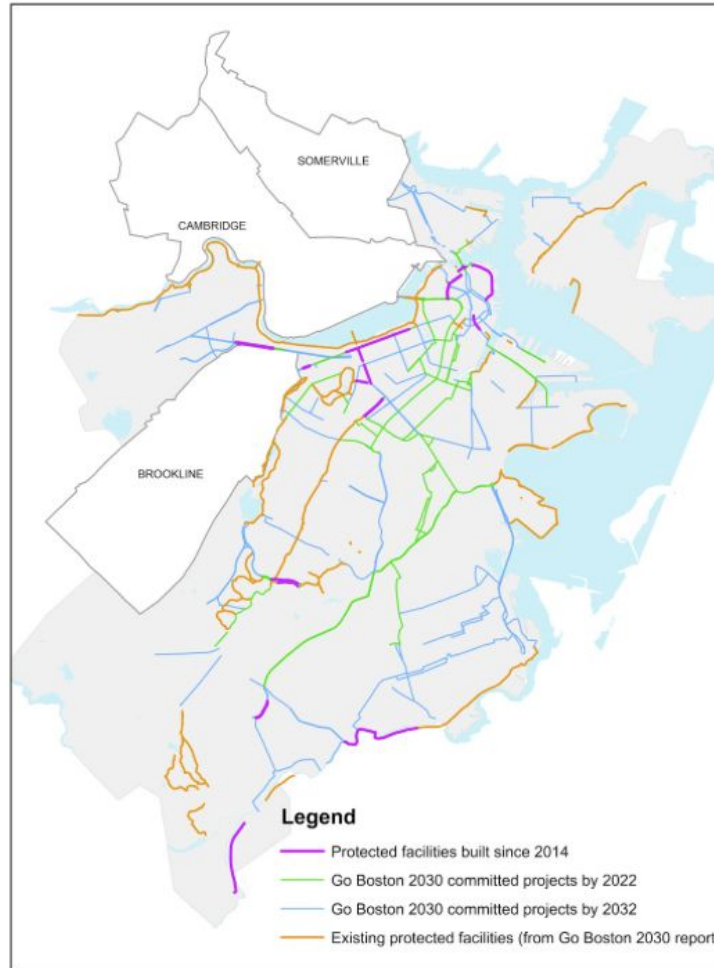 SOMERVILLE
CAMBRIDGE
BROOKLINE
Legend
Protected facilities built since 2014
Go Boston 2030 committed projects by 2022
Go Boston 2030 committed projects by 2032
Existing protected facilities (from Go Boston 2030 report